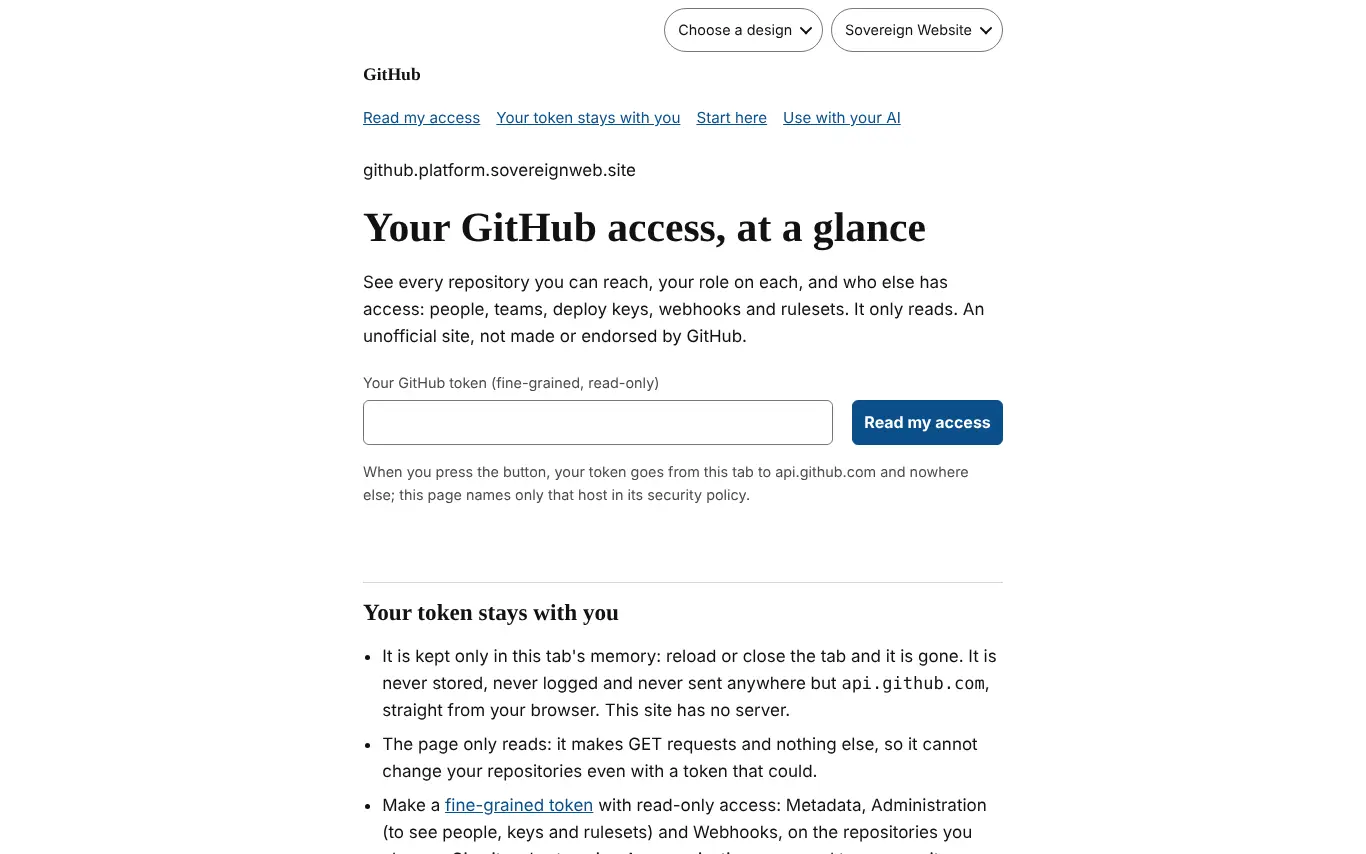 Choose a design
Sovereign Website
GitHub
Read my access
Your token stays with you
Start here
Use with your AI
github.platform.sovereignweb.site
Your GitHub access, at a glance
See every repository you can reach, your role on each, and who else has
access: people, teams, deploy keys, webhooks and rulesets. It only reads. An
unofficial site, not made or endorsed by GitHub.
Your GitHub token (fine-grained, read-only)
Read my access
When you press the button, your token goes from this tab to api.github.com and nowhere
else; this page names only that host in its security policy.
Your token stays with you
• It is kept only in this tab's memory: reload or close the tab and it is gone. It is
never stored, never logged and never sent anywhere but api.github.com,
straight from your browser. This site has no server.
• The page only reads: it makes GET requests and nothing else, so it cannot
change your repositories even with a token that could.
• Make a fine-grained token with read-only access: Metadata, Administration
(to see people, keys and rulesets) and Webhooks, on the repositories you